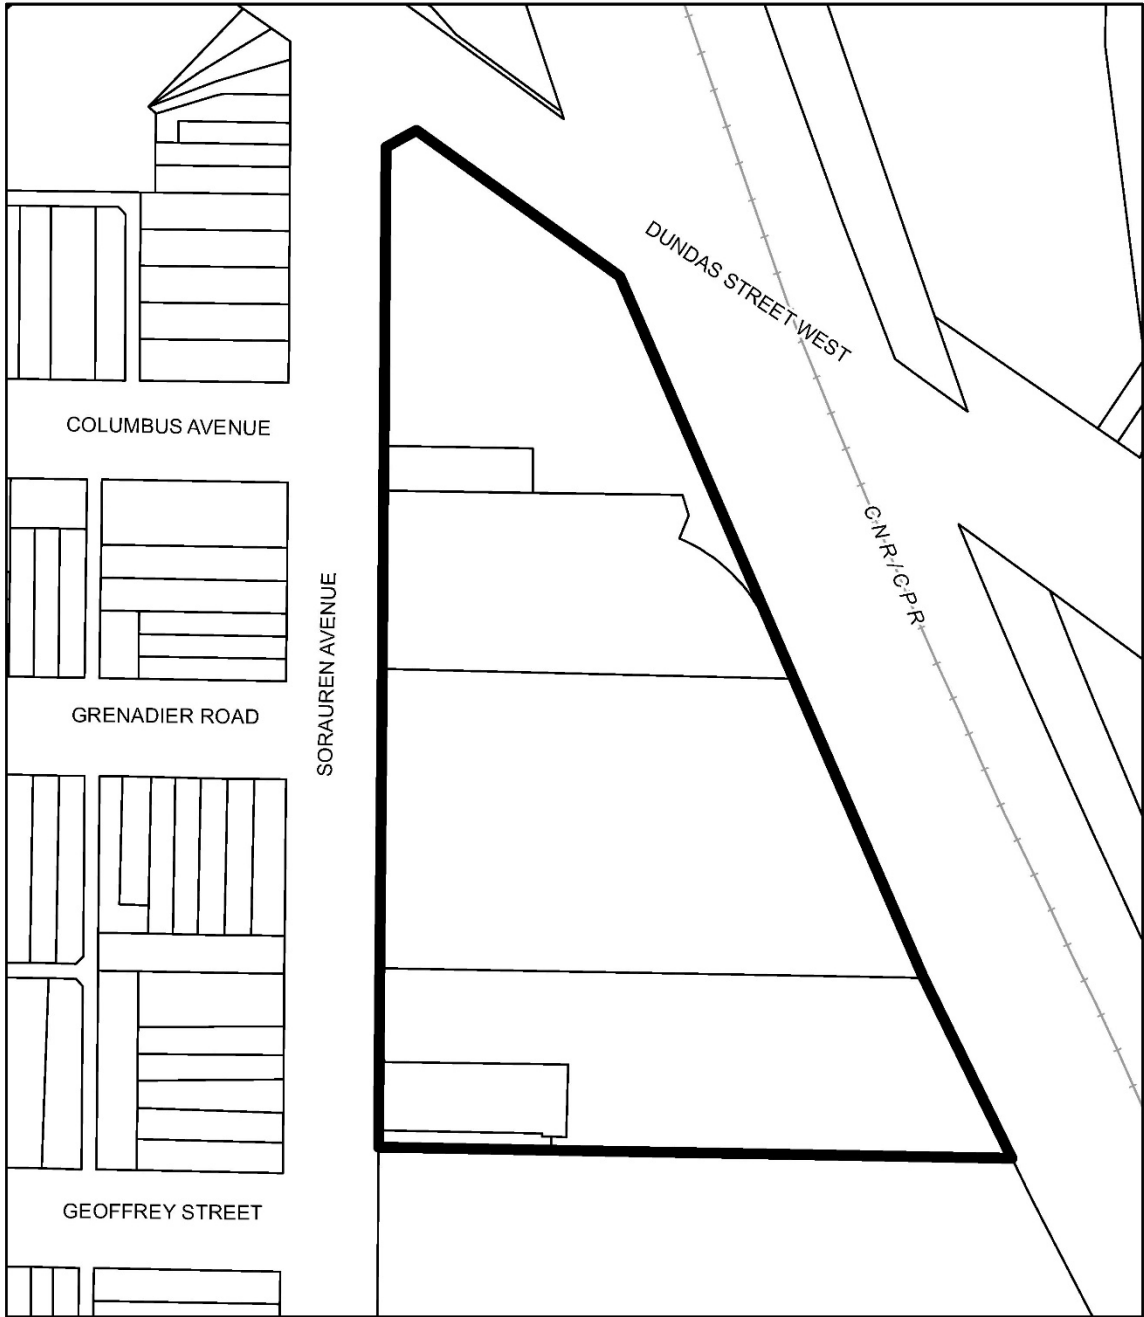 DUNDAS STREET WEST
COLUMBUS AVENUE
C N R / C P R
SORAUREN AVENUE
GRENADIER ROAD
GEOFFREY STREET